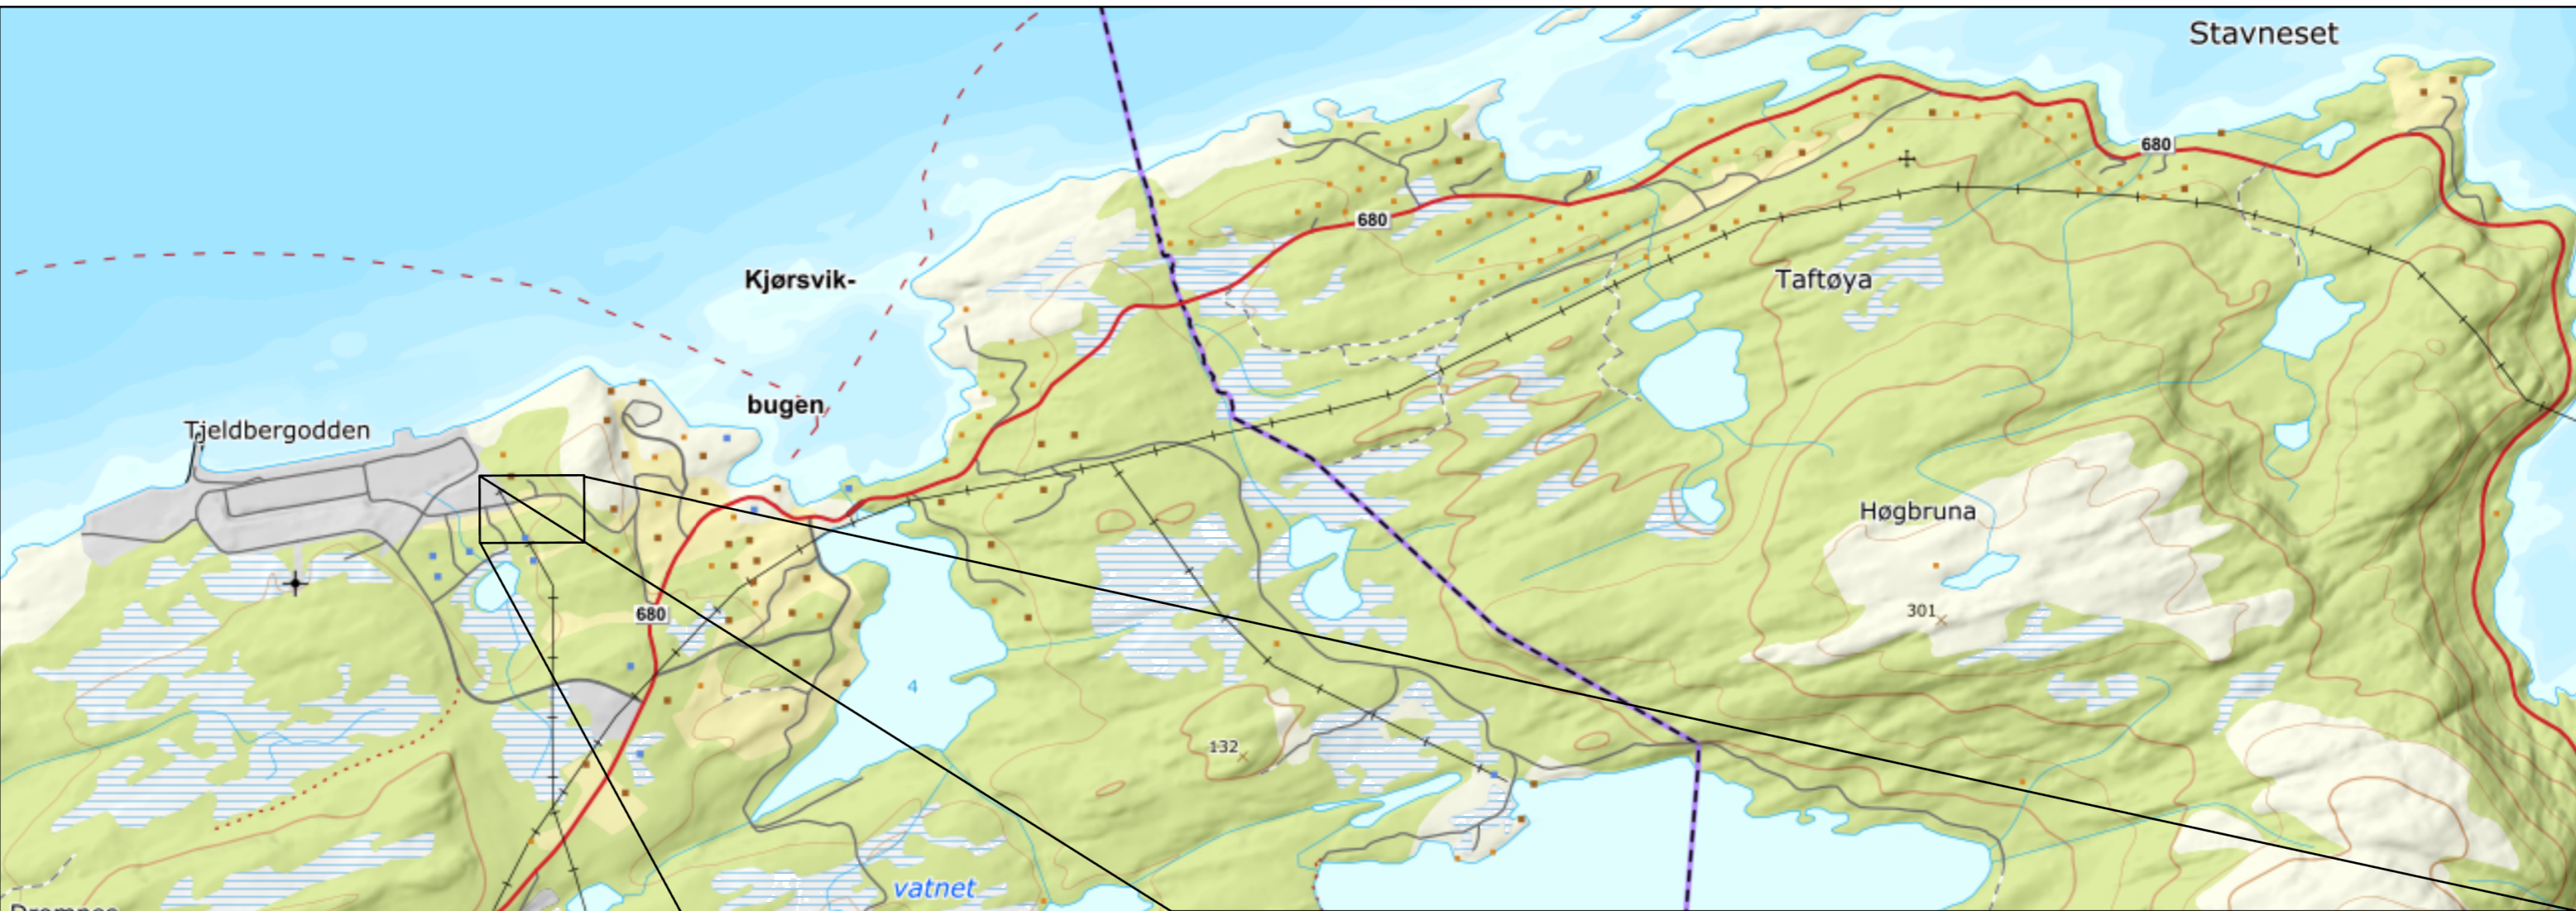 Stavneset
680
680
Kjørsvik-
Taftøya
bugen
Tjeldbergodden
Høgbruna
301
680
4
132
vatnet